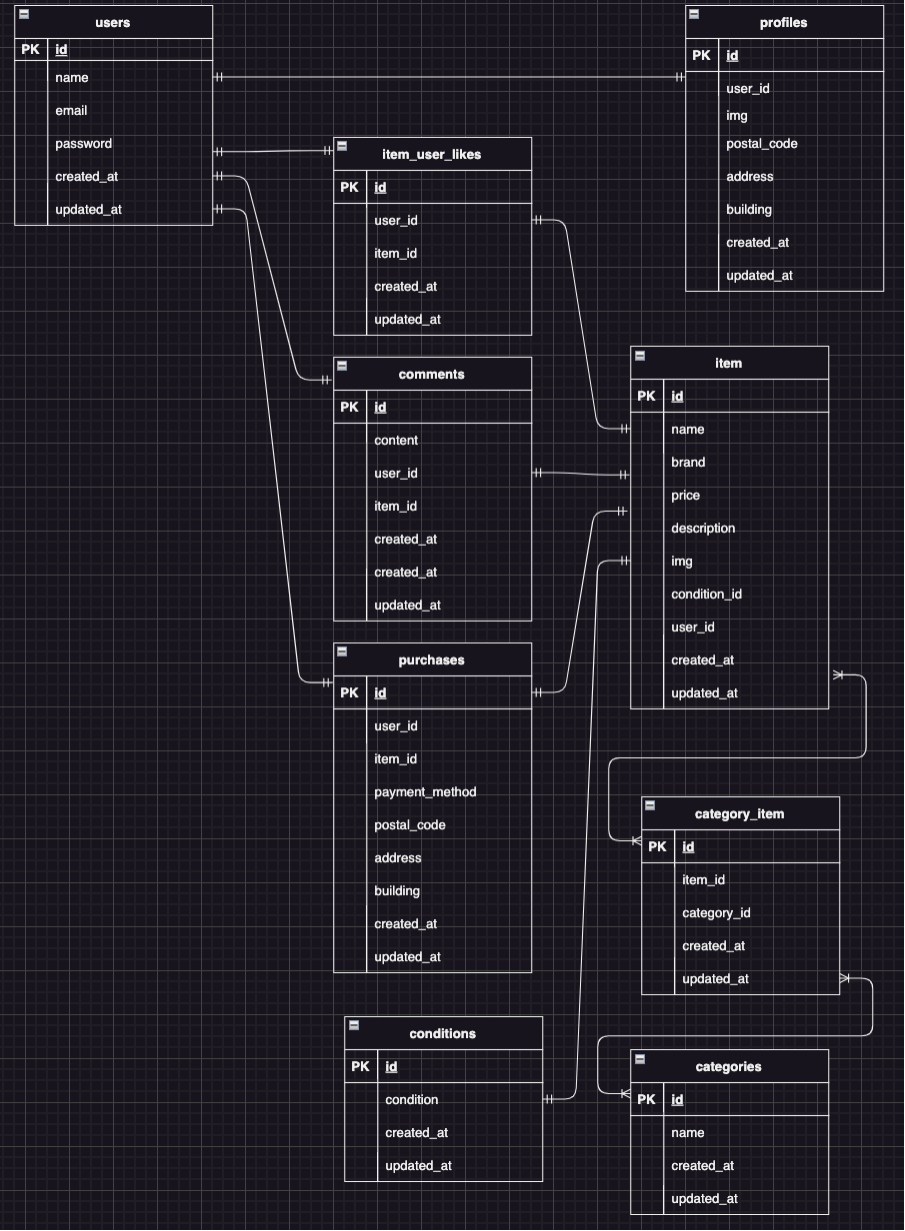 users
PK id
name
email
password
created_at
updated_at
profiles
PK id
user_id
img
postal_code
address
building
created_at
updated_at
item_user_likes
PK id
user_id
item_id
created_at
updated_at
comments
PK id
content
user_id
item_id
created_at
created_at
updated_at
item
PK id
name
brand
price
description
img
condition_id
user_id
created_at
updated_at
purchases
PK id
user_id
item_id
payment_method
postal_code
address
building
created_at
updated_at
category_item
PK id
item_id
category_id
created_at
updated_at
conditions
PK id
condition
created_at
updated_at
categories
PK id
name
created_at
updated_at